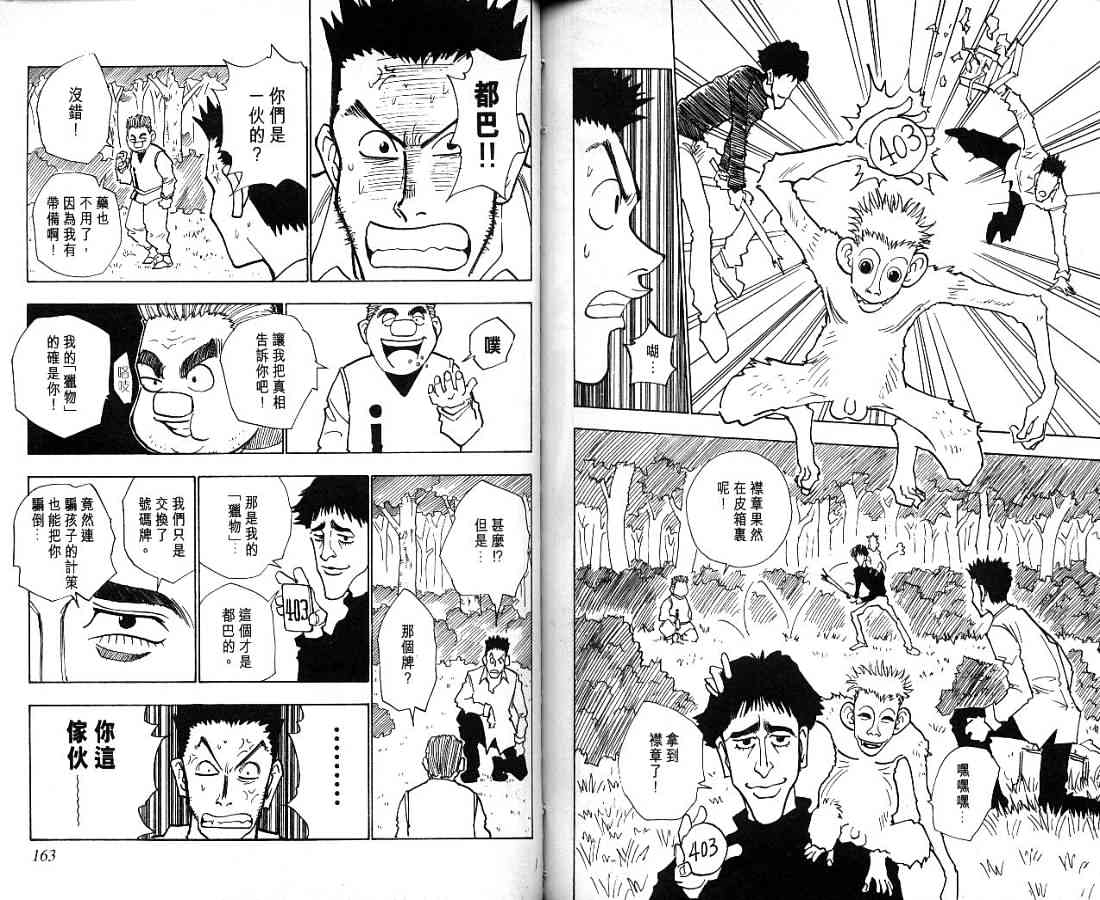 403
唔…
襟章果然
在皮箱裏
呢！
拿到
襟章了！
403
嘿嘿嘿…
都巴!!
你們是
一伙的？
沒錯！
藥也
不用了，
因為我有
帶備啊！
噗
i
讓我把真相
告訴你吧！
嘻吱
我的「獵物」
的確是你！
甚麼!?
但是…
那個牌？
那是我的
「獵物」…
403
這個才是
都巴的。
我們只是
交換了
號碼牌。
竟然連
騙孩子的計策
也能把你
騙倒…
………
你這
傢伙——
163